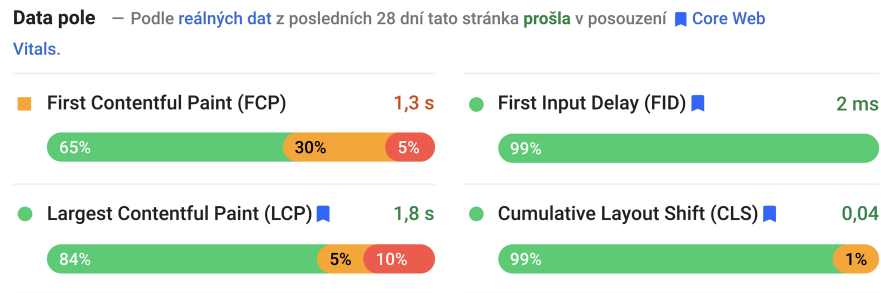 Data pole — Podle reálných dat z posledních 28 dní tato stránka prošla v posouzení Core Web
Vitals.
First Contentful Paint (FCP) 1,3 s
65% 30% 5%
First Input Delay (FID) 2 ms
99%
Largest Contentful Paint (LCP) 1,8 s
84% 5% 10%
Cumulative Layout Shift (CLS) 0,04
99% 1%